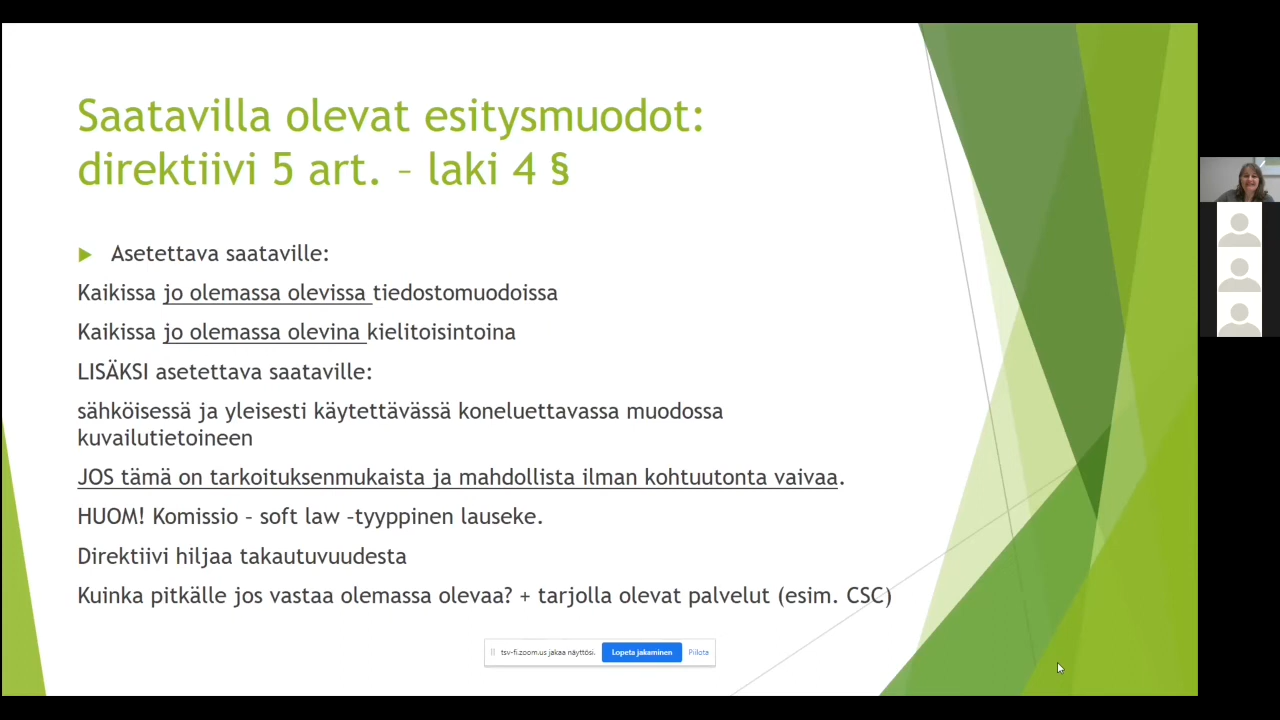 Saatavilla olevat esitysmuodot:
direktiivi 5 art. – laki 4 §
Asetettava saataville:
Kaikissa jo olemassa olevissa tiedostomuodoissa
Kaikissa jo olemassa olevina kielitoisintoina
LISÄKSI asetettava saataville:
sähköisessä ja yleisesti käytettävässä koneluettavassa muodossa
kuvailutietoineen
JOS tämä on tarkoituksenmukaista ja mahdollista ilman kohtuutonta vaivaa.
HUOM! Komissio – soft law –tyyppinen lauseke.
Direktiivi hiljaa takautuvuudesta
Kuinka pitkälle jos vastaa olemassa olevaa? + tarjolla olevat palvelut (esim. CSC)
tsv-fi.zoom.us jakaa näyttösi. Lopeta jakaminen Piilota